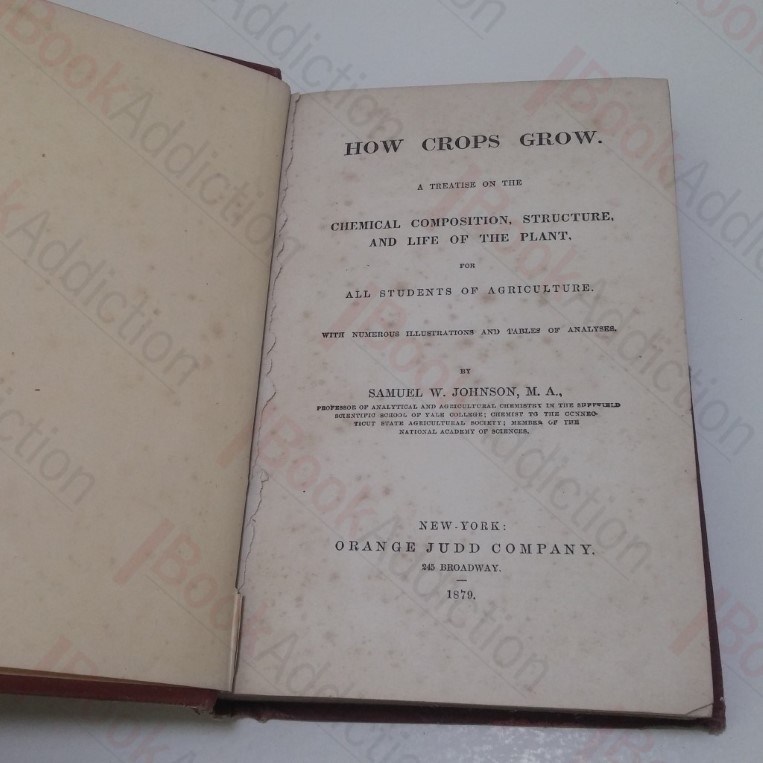 HOW CROPS GROW.
A TREATISE ON THE
CHEMICAL COMPOSITION, STRUCTURE,
AND LIFE OF THE PLANT,
FOR
ALL STUDENTS OF AGRICULTURE.
WITH NUMEROUS ILLUSTRATIONS AND TABLES OF ANALYSES.
BY
SAMUEL W. JOHNSON, M. A.,
PROFESSOR OF ANALYTICAL AND AGRICULTURAL CHEMISTRY IN THE SHEFFIELD
SCIENTIFIC SCHOOL OF YALE COLLEGE; CHEMIST TO THE CONNEC-
TICUT STATE AGRICULTURAL SOCIETY; MEMBER OF THE
NATIONAL ACADEMY OF SCIENCES.
NEW-YORK:
ORANGE JUDD COMPANY.
245 BROADWAY.
1879.
BookAddiction